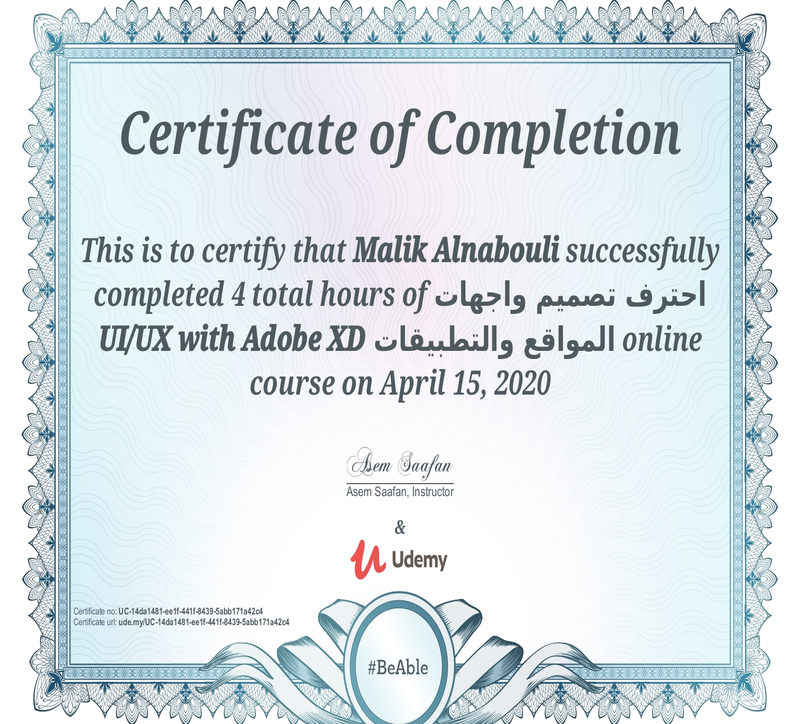 Certificate of Completion
This is to certify that Malik Alnabouli successfully
completed 4 total hours of احترف تصميم واجهات
UI/UX with Adobe XD المواقع والتطبيقات online
course on April 15, 2020
Asem Saafan
Asem Saafan, Instructor
&
Udemy
Certificate no: UC-14da1481-ee1f-441f-8439-5abb171a42c4
Certificate url: ude.my/UC-14da1481-ee1f-441f-8439-5abb171a42c4
#BeAble